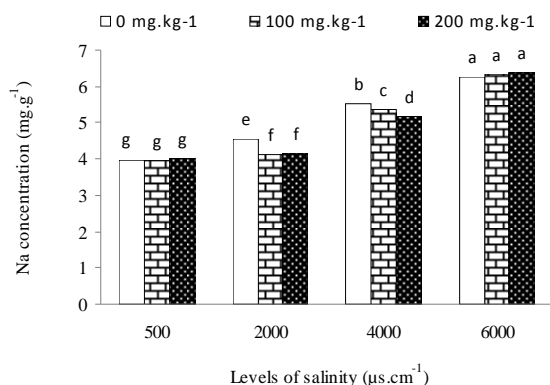 0 mg.kg-1 100 mg.kg-1 200 mg.kg-1
Na concentration (mg.g⁻¹)
7
6
5
4
3
2
1
0
g g g
e f f
b c d
a a a
500 2000 4000 6000
Levels of salinity (µs.cm⁻¹)